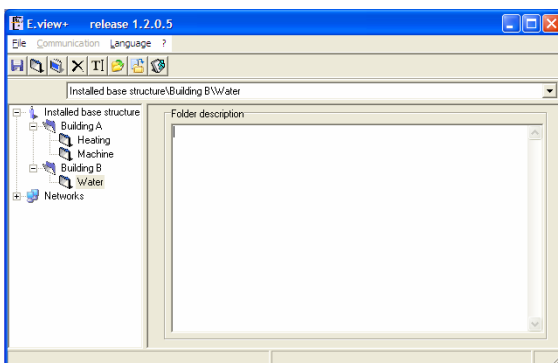 E.view+ release 1.2.0.5
File Communication Language ?
TI
Installed base structure\Building B\Water
Installed base structure
Building A
Heating
Machine
Building B
Water
Networks
Folder description